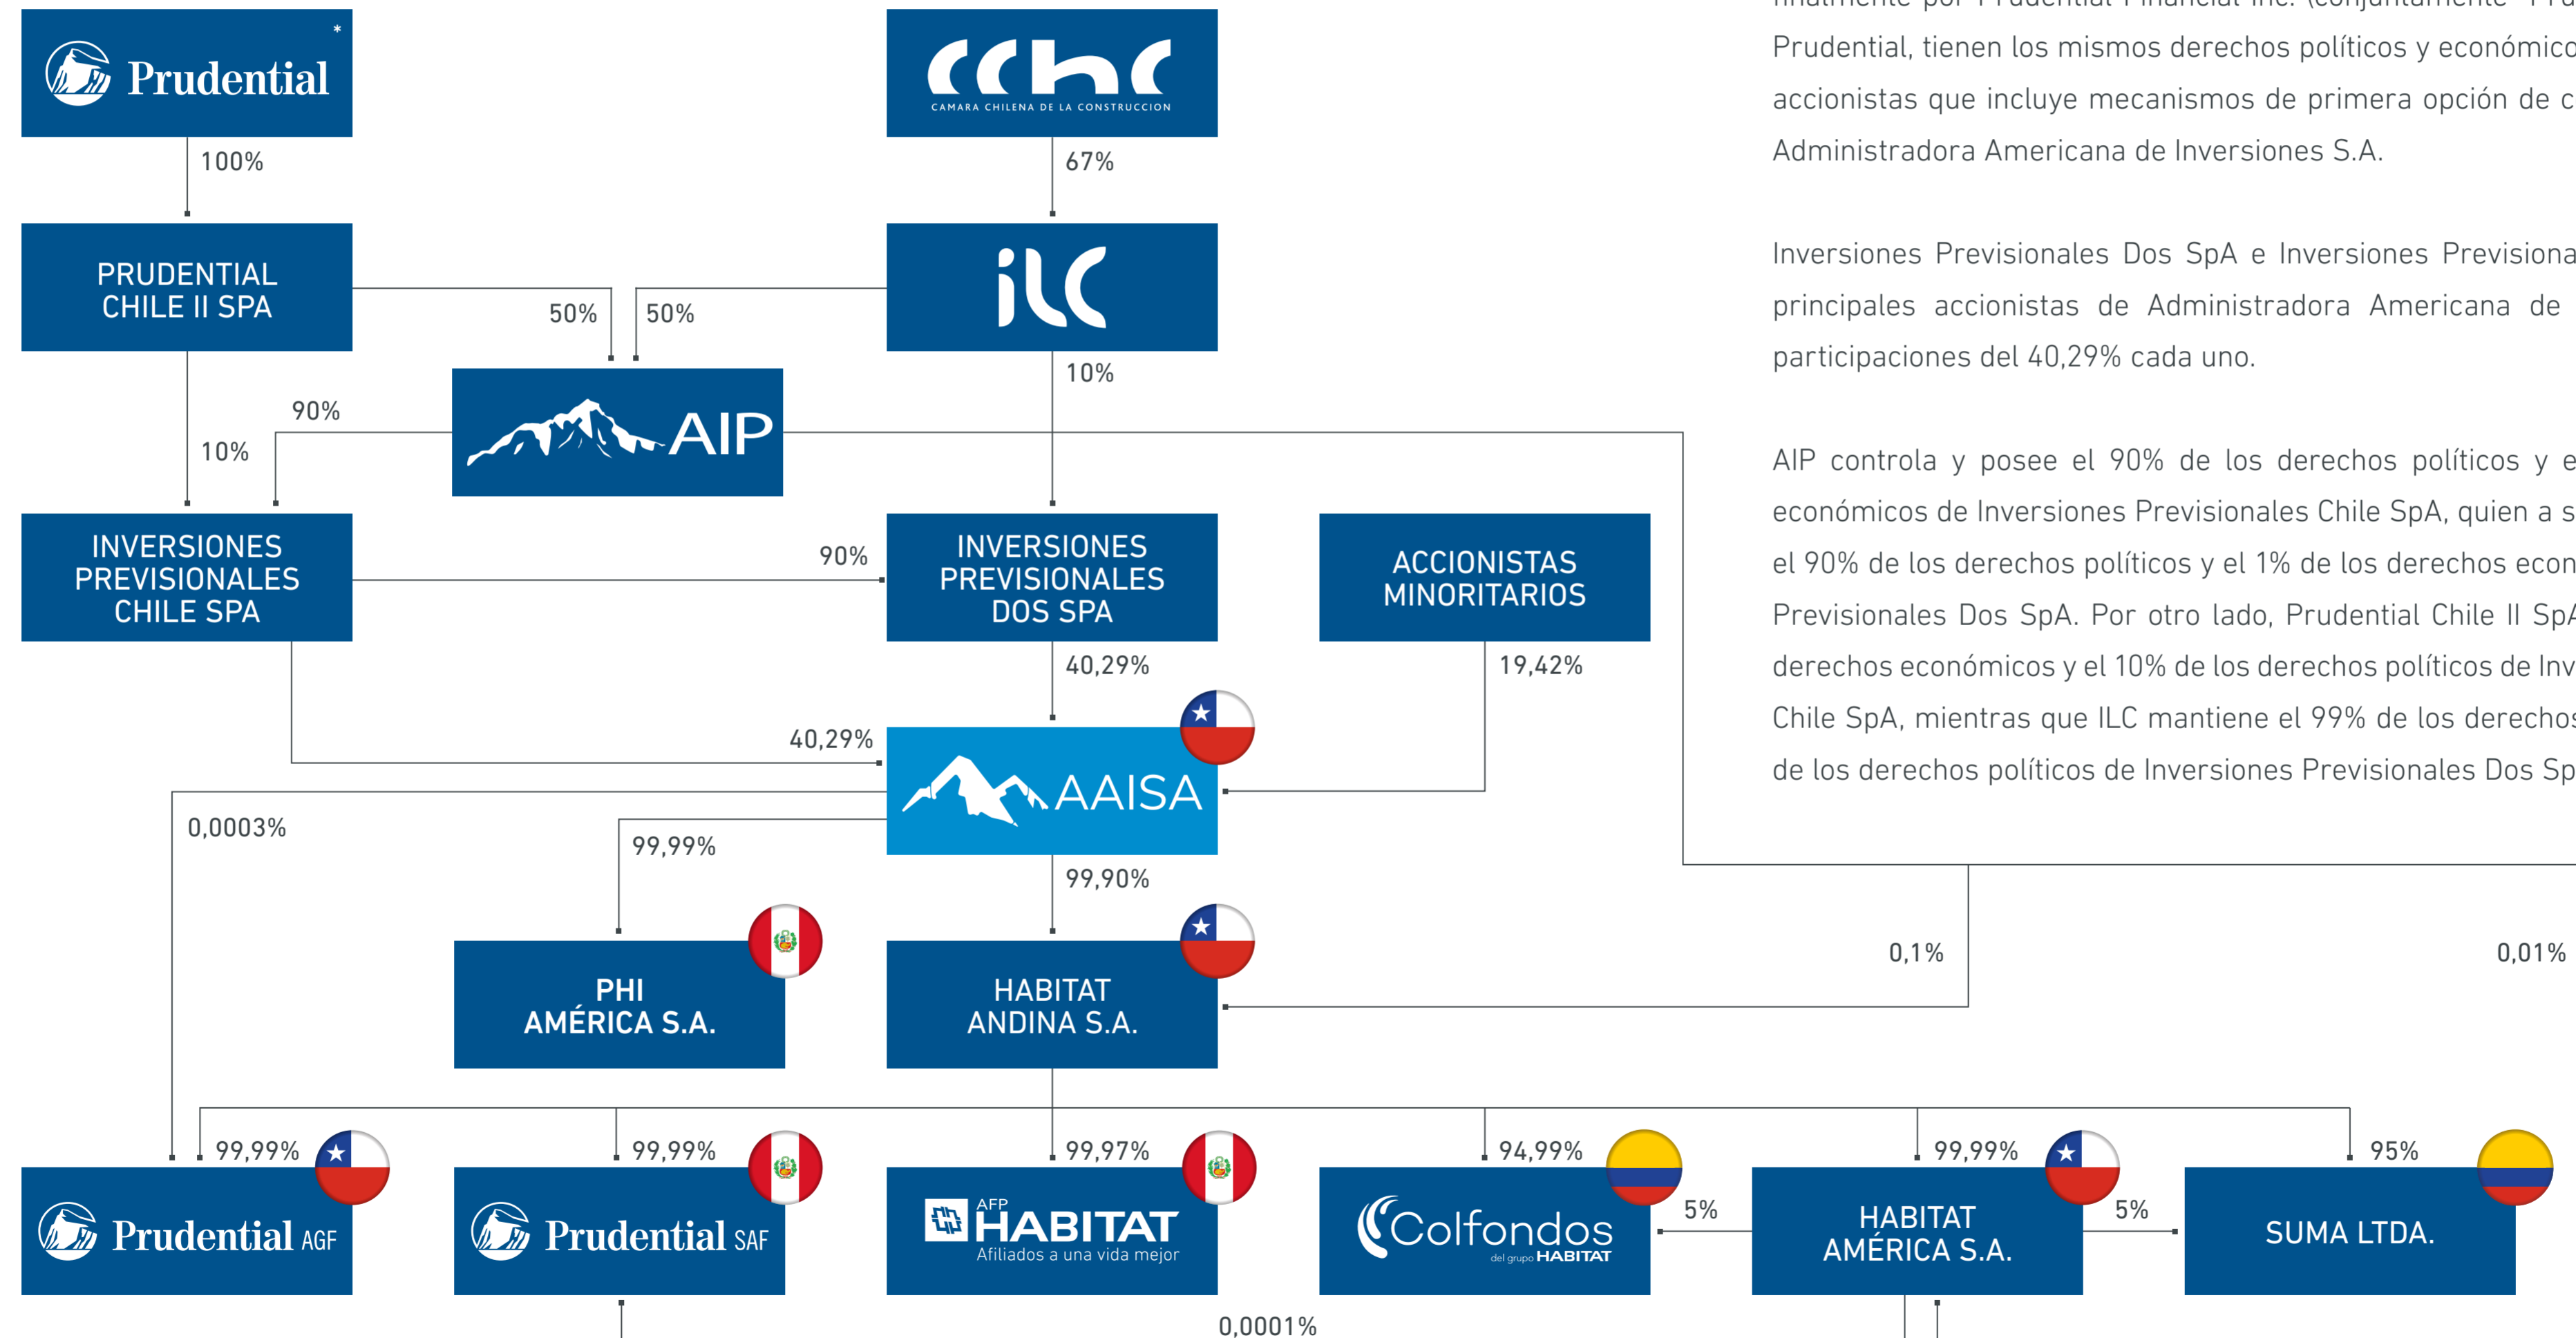 *
Prudential
CChC
CAMARA CHILENA DE LA CONSTRUCCION
100%
67%
PRUDENTIAL
CHILE II SPA
50%
50%
iLC
10%
90%
AIP
10%
INVERSIONES
PREVISIONALES
CHILE SPA
90%
INVERSIONES
PREVISIONALES
DOS SPA
ACCIONISTAS
MINORITARIOS
40,29%
19,42%
40,29%
AAISA
0,0003%
99,99%
99,90%
PHI
AMÉRICA S.A.
HABITAT
ANDINA S.A.
0,1%
0,01%
99,99%
99,99%
99,97%
94,99%
99,99%
95%
Prudential AGF
Prudential SAF
AFP
HABITAT
Afiliados a una vida mejor
Colfondos
del grupo HABITAT
5%
HABITAT
AMÉRICA S.A.
5%
SUMA LTDA.
0,0001%
finalmente por Prudential Financial Inc. (conjuntamente
Prudential, tienen los mismos derechos políticos y económico
accionistas que incluye mecanismos de primera opción de c
Administradora Americana de Inversiones S.A.
Inversiones Previsionales Dos SpA e Inversiones Previsiona
principales accionistas de Administradora Americana de
participaciones del 40,29% cada uno.
AIP controla y posee el 90% de los derechos políticos y e
económicos de Inversiones Previsionales Chile SpA, quien a s
el 90% de los derechos políticos y el 1% de los derechos econ
Previsionales Dos SpA. Por otro lado, Prudential Chile II SpA
derechos económicos y el 10% de los derechos políticos de Inv
Chile SpA, mientras que ILC mantiene el 99% de los derechos
de los derechos políticos de Inversiones Previsionales Dos Sp